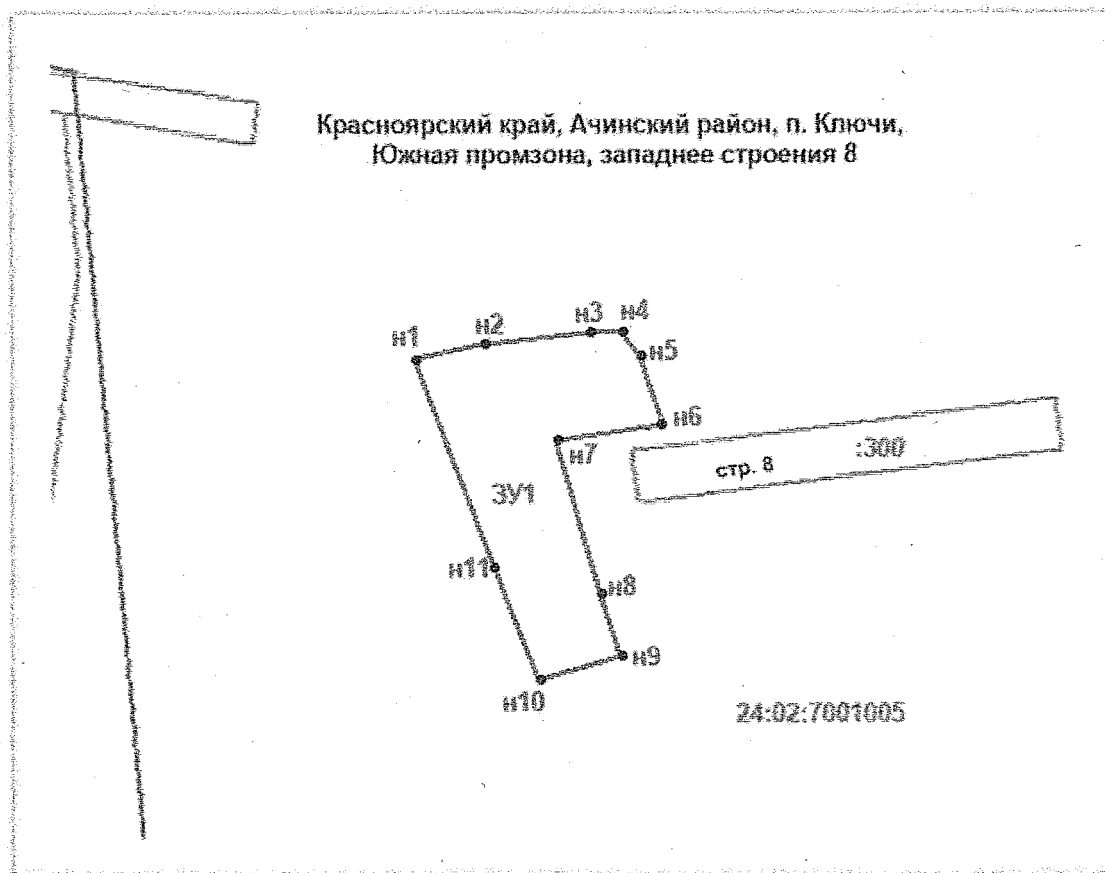 Красноярский край, Ачинский район, п. Ключи,
Южная промзона, западнее строения 8
н1
н2
н3
н4
н5
н6
н7
:300
стр. 8
ЗУ1
н11
н8
н9
н10
24:02:7001005